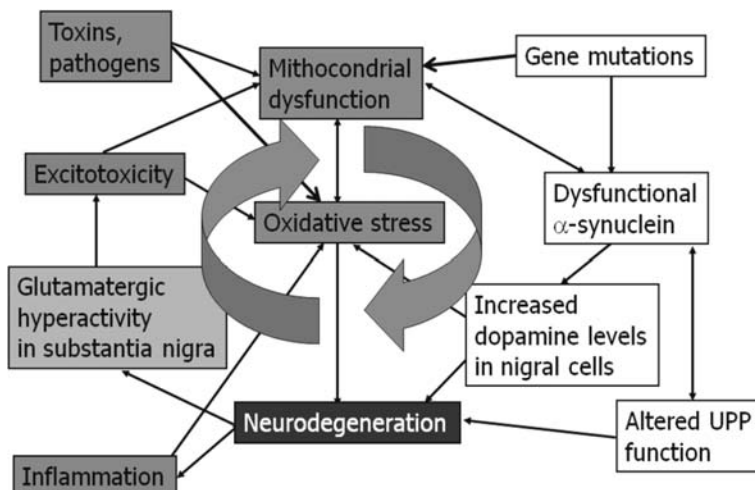 Toxins,
pathogens
Mithocondrial
dysfunction
Gene mutations
Excitotoxicity
Oxidative stress
Dysfunctional
α-synuclein
Glutamatergic
hyperactivity
in substantia nigra
Increased
dopamine levels
in nigral cells
Neurodegeneration
Altered UPP
function
Inflammation